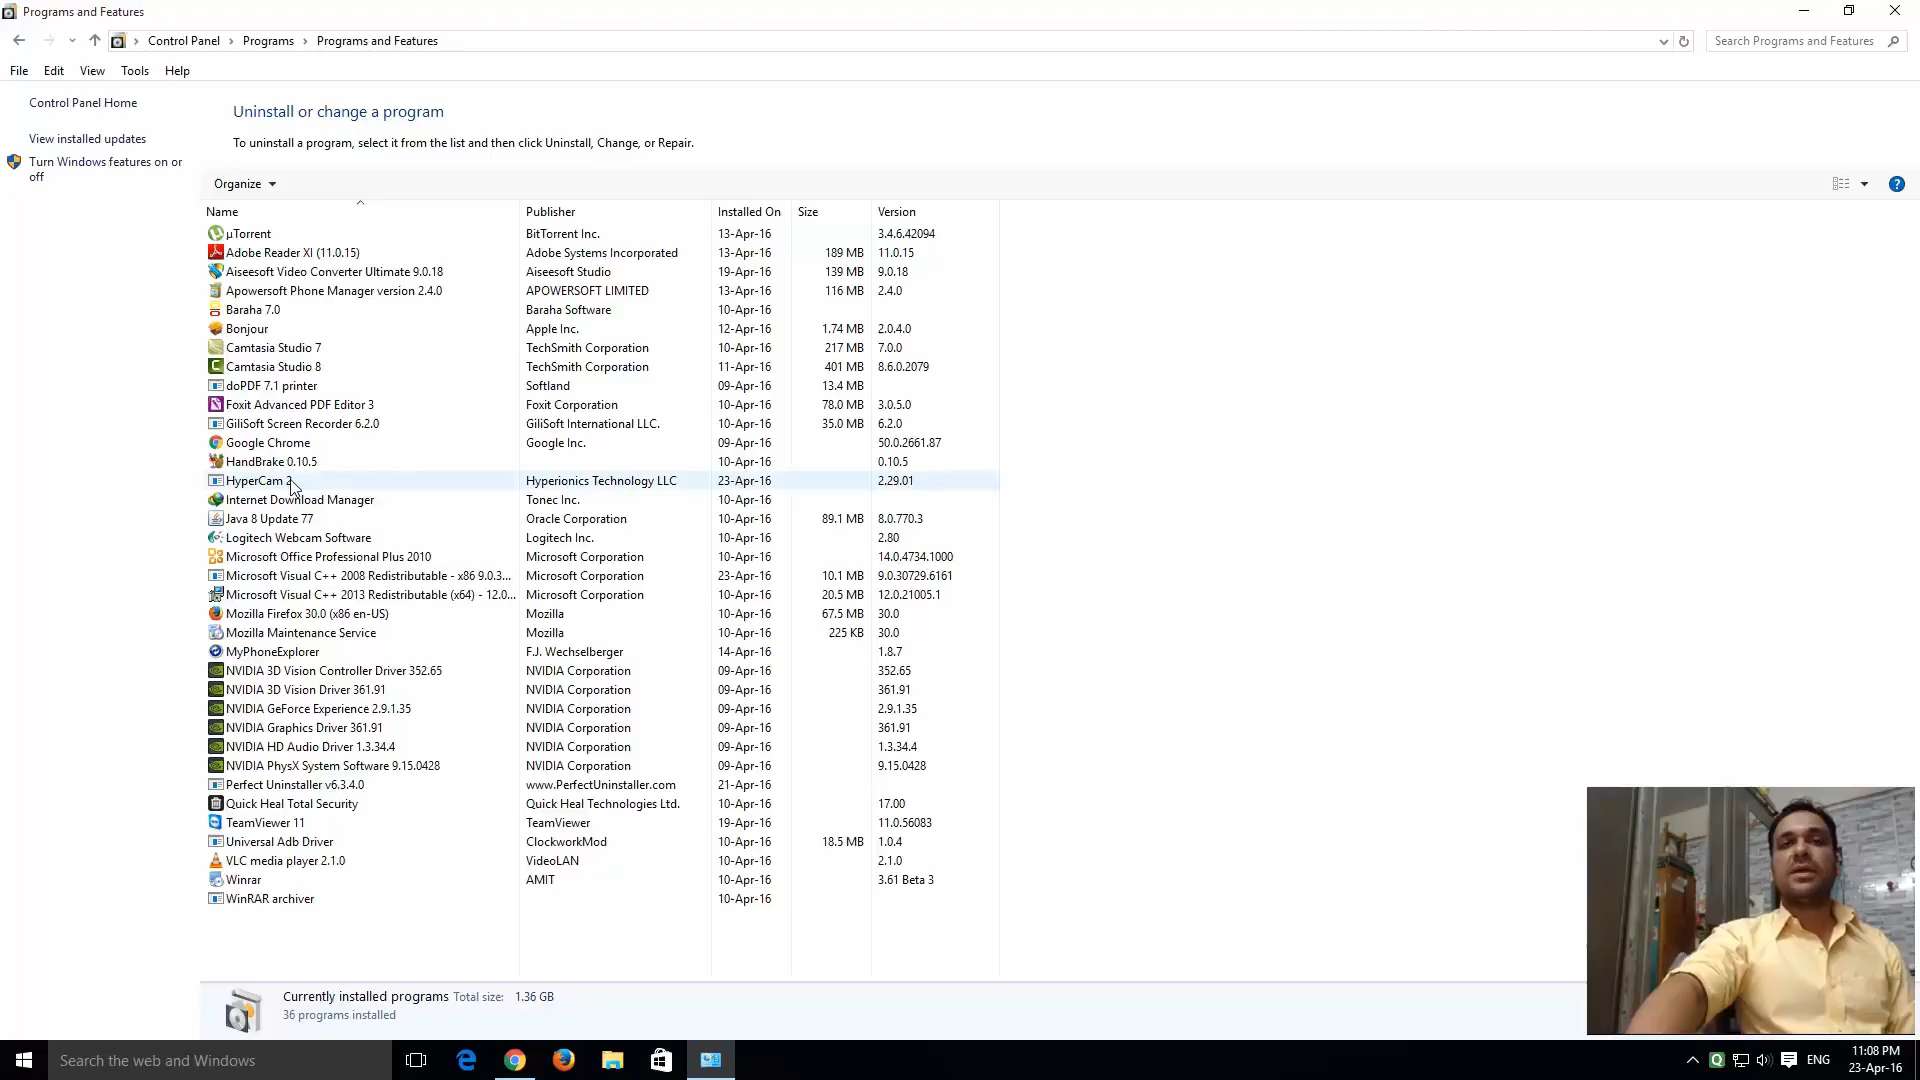 Programs and Features
Control Panel > Programs > Programs and Features
Search Programs and Features
File Edit View Tools Help
Control Panel Home
View installed updates
Turn Windows features on or
off
Uninstall or change a program
To uninstall a program, select it from the list and then click Uninstall, Change, or Repair.
Organize
Name Publisher Installed On Size Version
µTorrent BitTorrent Inc. 13-Apr-16 3.4.6.42094
Adobe Reader XI (11.0.15) Adobe Systems Incorporated 13-Apr-16 189 MB 11.0.15
Aiseesoft Video Converter Ultimate 9.0.18 Aiseesoft Studio 19-Apr-16 139 MB 9.0.18
Apowersoft Phone Manager version 2.4.0 APOWERSOFT LIMITED 13-Apr-16 116 MB 2.4.0
Baraha 7.0 Baraha Software 10-Apr-16
Bonjour Apple Inc. 12-Apr-16 1.74 MB 2.0.4.0
Camtasia Studio 7 TechSmith Corporation 10-Apr-16 217 MB 7.0.0
Camtasia Studio 8 TechSmith Corporation 11-Apr-16 401 MB 8.6.0.2079
doPDF 7.1 printer Softland 09-Apr-16 13.4 MB
Foxit Advanced PDF Editor 3 Foxit Corporation 10-Apr-16 78.0 MB 3.0.5.0
GiliSoft Screen Recorder 6.2.0 GiliSoft International LLC. 10-Apr-16 35.0 MB 6.2.0
Google Chrome Google Inc. 09-Apr-16 50.0.2661.87
HandBrake 0.10.5 10-Apr-16 0.10.5
HyperCam 2 Hyperionics Technology LLC 23-Apr-16 2.29.01
Internet Download Manager Tonec Inc. 10-Apr-16
Java 8 Update 77 Oracle Corporation 10-Apr-16 89.1 MB 8.0.770.3
Logitech Webcam Software Logitech Inc. 10-Apr-16 2.80
Microsoft Office Professional Plus 2010 Microsoft Corporation 10-Apr-16 14.0.4734.1000
Microsoft Visual C++ 2008 Redistributable - x86 9.0.3... Microsoft Corporation 23-Apr-16 10.1 MB 9.0.30729.6161
Microsoft Visual C++ 2013 Redistributable (x64) - 12.0... Microsoft Corporation 10-Apr-16 20.5 MB 12.0.21005.1
Mozilla Firefox 30.0 (x86 en-US) Mozilla 10-Apr-16 67.5 MB 30.0
Mozilla Maintenance Service Mozilla 10-Apr-16 225 KB 30.0
MyPhoneExplorer F.J. Wechselberger 14-Apr-16 1.8.7
NVIDIA 3D Vision Controller Driver 352.65 NVIDIA Corporation 09-Apr-16 352.65
NVIDIA 3D Vision Driver 361.91 NVIDIA Corporation 09-Apr-16 361.91
NVIDIA GeForce Experience 2.9.1.35 NVIDIA Corporation 09-Apr-16 2.9.1.35
NVIDIA Graphics Driver 361.91 NVIDIA Corporation 09-Apr-16 361.91
NVIDIA HD Audio Driver 1.3.34.4 NVIDIA Corporation 09-Apr-16 1.3.34.4
NVIDIA PhysX System Software 9.15.0428 NVIDIA Corporation 09-Apr-16 9.15.0428
Perfect Uninstaller v6.3.4.0 www.PerfectUninstaller.com 21-Apr-16
Quick Heal Total Security Quick Heal Technologies Ltd. 10-Apr-16 17.00
TeamViewer 11 TeamViewer 19-Apr-16 11.0.56083
Universal Adb Driver ClockworkMod 10-Apr-16 18.5 MB 1.0.4
VLC media player 2.1.0 VideoLAN 10-Apr-16 2.1.0
Winrar AMIT 10-Apr-16 3.61 Beta 3
WinRAR archiver 10-Apr-16
Currently installed programs Total size: 1.36 GB
36 programs installed
Search the web and Windows
ENG
11:08 PM
23-Apr-16